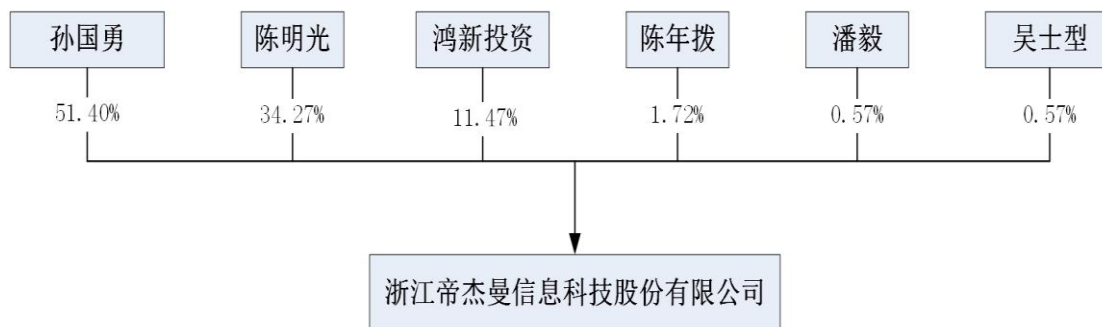 孙国勇 陈明光 鸿新投资 陈年拨 潘毅 吴士型
51.40% 34.27% 11.47% 1.72% 0.57% 0.57%
浙江帝杰曼信息科技股份有限公司